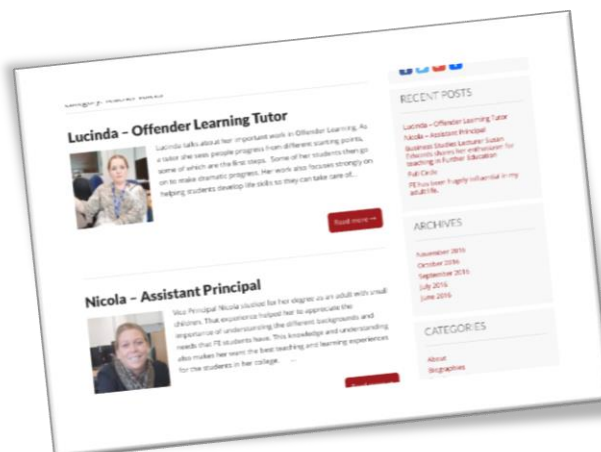 Lucinda – Offender Learning Tutor
Lucinda talks about her important work in Offender Learning. As
a tutor she sees people progress from different starting points,
some of which are the first steps. Some of her students then go
on to make dramatic progress. Her work also focuses strongly on
helping students develop life skills so they can take care of...
Read more →
Nicola – Assistant Principal
Vice Principal Nicola studied for her degree as an adult with small
children. That experience helped her to appreciate the
importance of understanding the different backgrounds and
needs that FE students have. This knowledge and understanding
also makes her want the best teaching and learning experiences
for the students in her college. ...
RECENT POSTS
Lucinda – Offender Learning Tutor
Nicola – Assistant Principal
Business Studies Lecturer Susan
Edwards shares her enthusiasm for
teaching in Further Education
Full Circle
FE has been hugely influential in my
adult life.
ARCHIVES
November 2016
October 2016
September 2016
July 2016
June 2016
CATEGORIES
About
Biographies